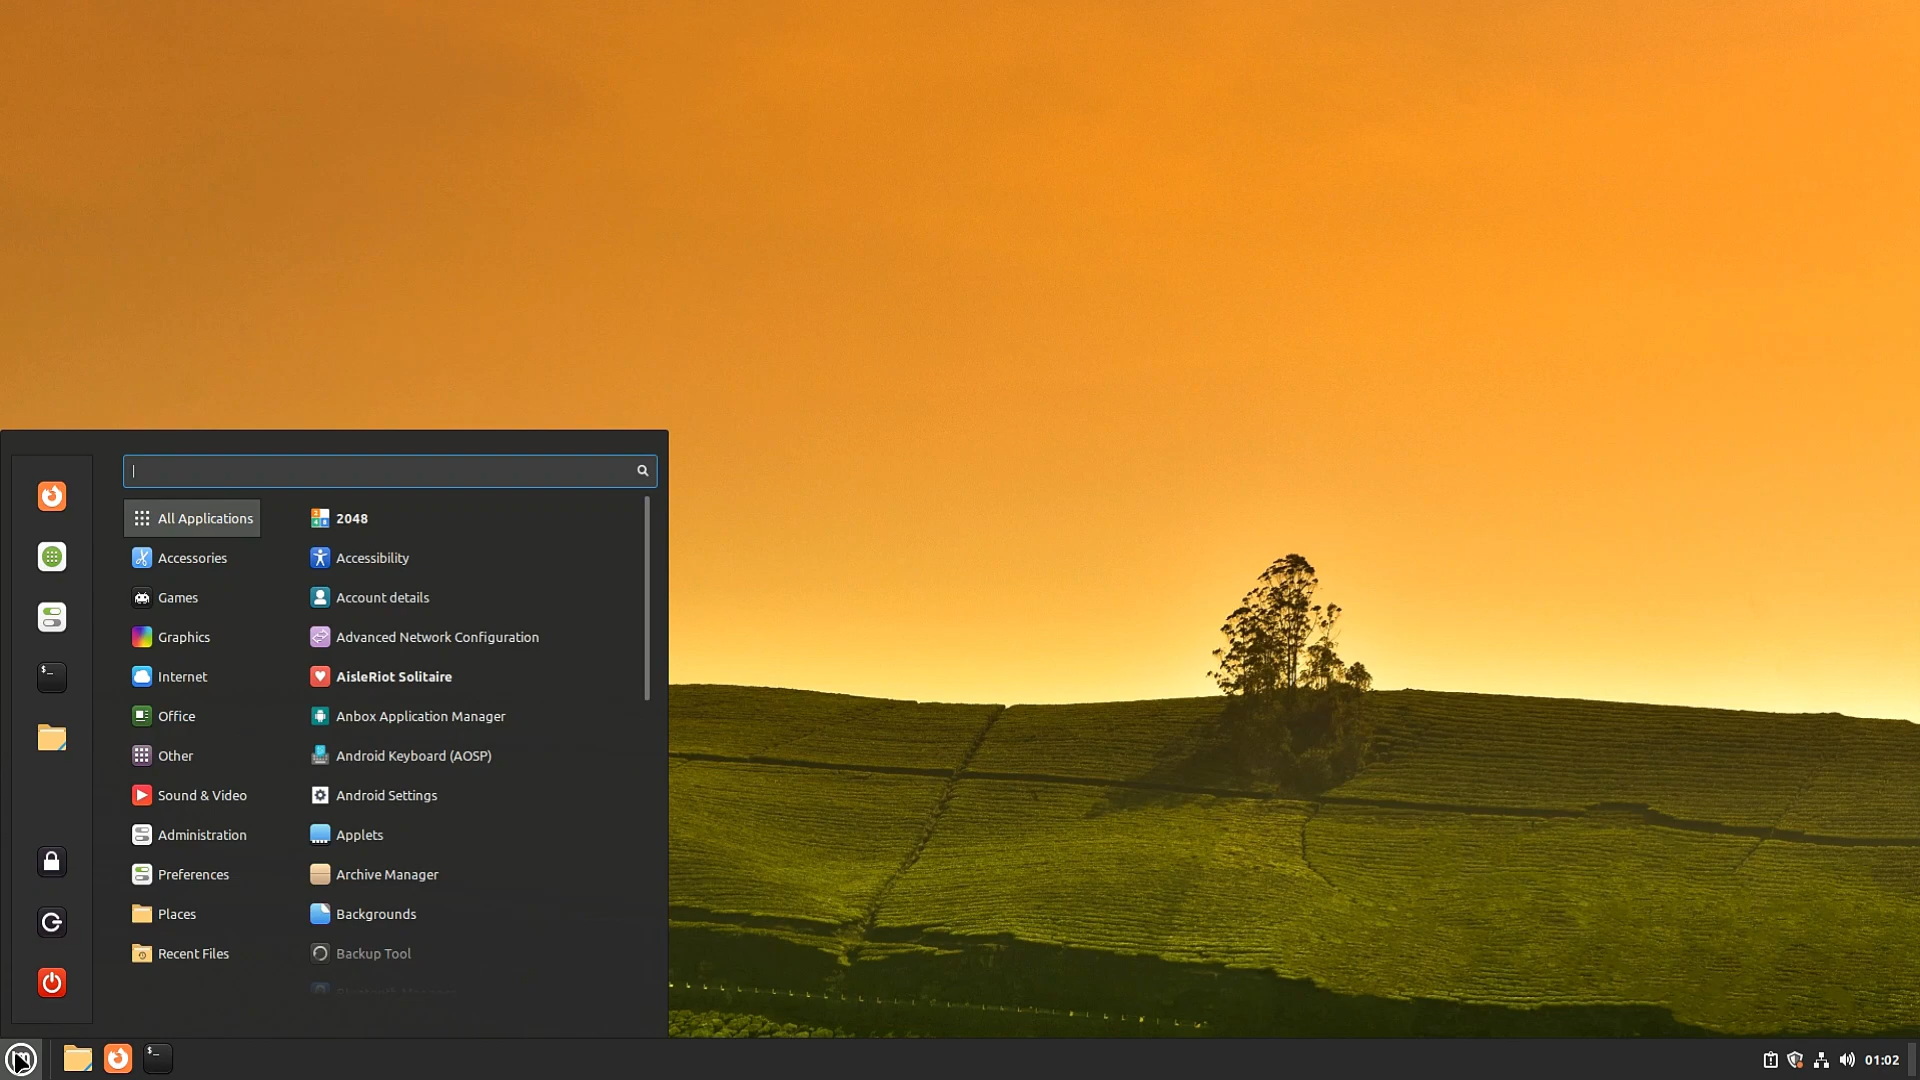 All Applications
Accessories
Games
Graphics
Internet
Office
Other
Sound & Video
Administration
Preferences
Places
Recent Files
2048
Accessibility
Account details
Advanced Network Configuration
AisleRiot Solitaire
Anbox Application Manager
Android Keyboard (AOSP)
Android Settings
Applets
Archive Manager
Backgrounds
Backup Tool
01:02